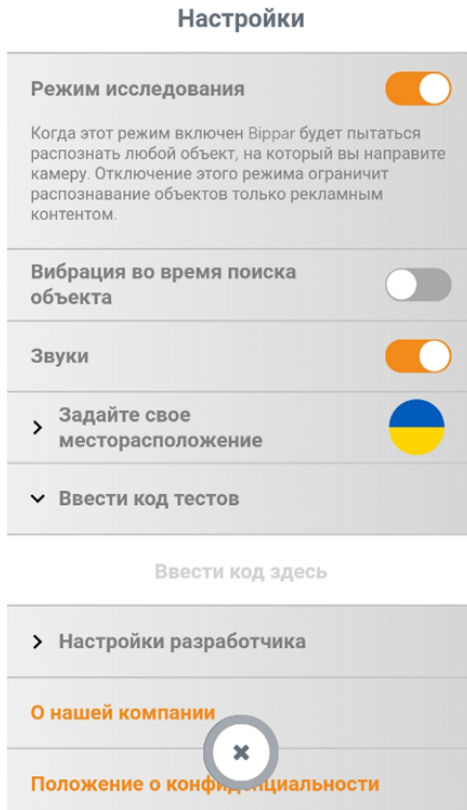 Настройки
Режим исследования
Когда этот режим включен Bippar будет пытаться
распознать любой объект, на который вы направите
камеру. Отключение этого режима ограничит
распознавание объектов только рекламным
контентом.
Вибрация во время поиска
объекта
Звуки
Задайте свое
месторасположение
Ввести код тестов
Ввести код здесь
Настройки разработчика
О нашей компании
Положение о конфиденциальности